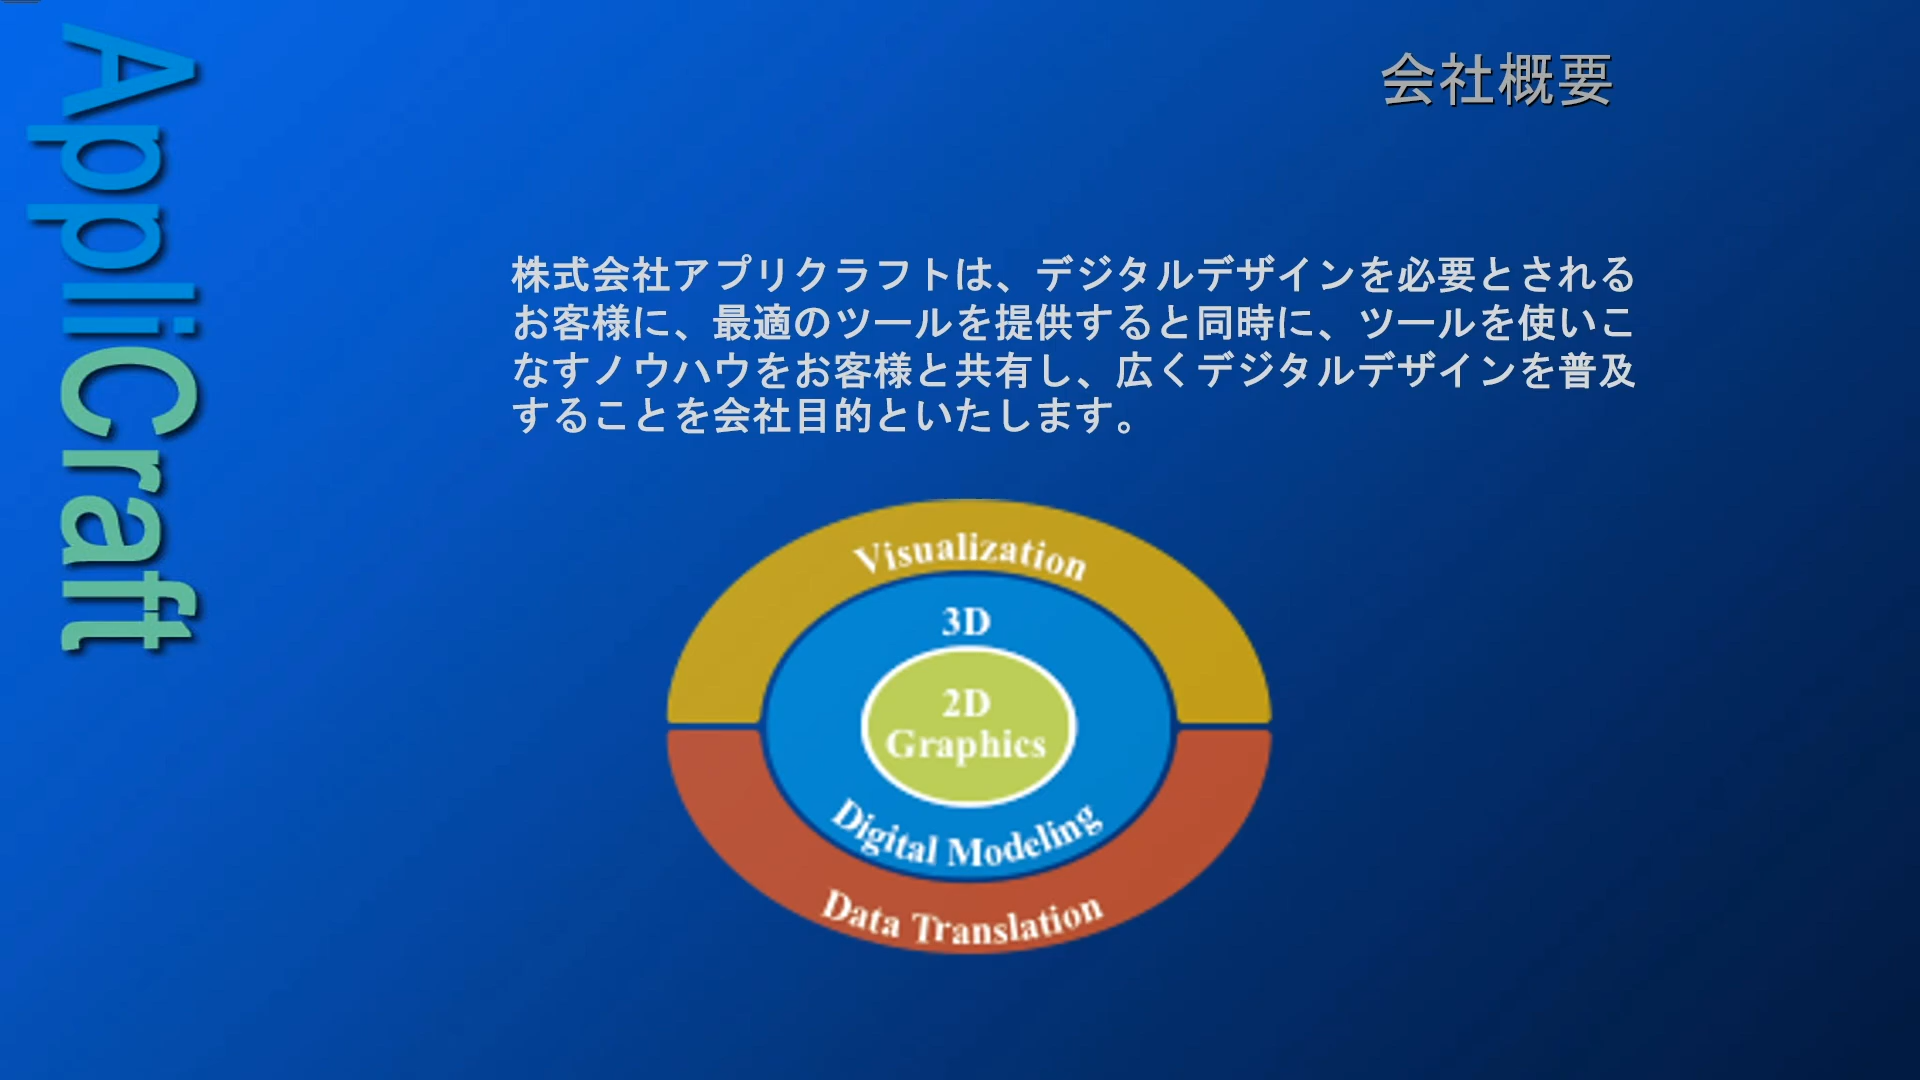 AppliCraft
会社概要
株式会社アプリクラフトは、デジタルデザインを必要とされる
お客様に、最適のツールを提供すると同時に、ツールを使いこ
なすノウハウをお客様と共有し、広くデジタルデザインを普及
することを会社目的といたします。
Visualization
3D
2D
Graphics
Digital Modeling
Data Translation